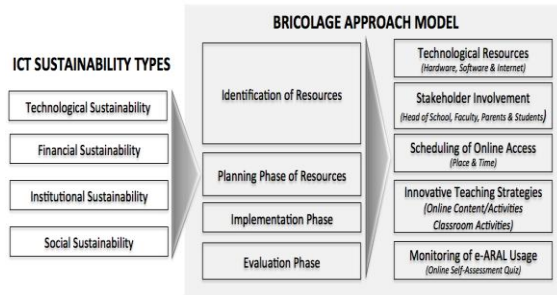 BRICOLAGE APPROACH MODEL
ICT SUSTAINABILITY TYPES
Technological Sustainability
Financial Sustainability
Institutional Sustainability
Social Sustainability
Identification of Resources
Planning Phase of Resources
Implementation Phase
Evaluation Phase
Technological Resources
(Hardware, Software & Internet)
Stakeholder Involvement
(Head of School, Faculty, Parents & Students)
Scheduling of Online Access
(Place & Time)
Innovative Teaching Strategies
(Online Content/Activities
Classroom Activities)
Monitoring of e-ARAL Usage
(Online Self-Assessment Quiz)